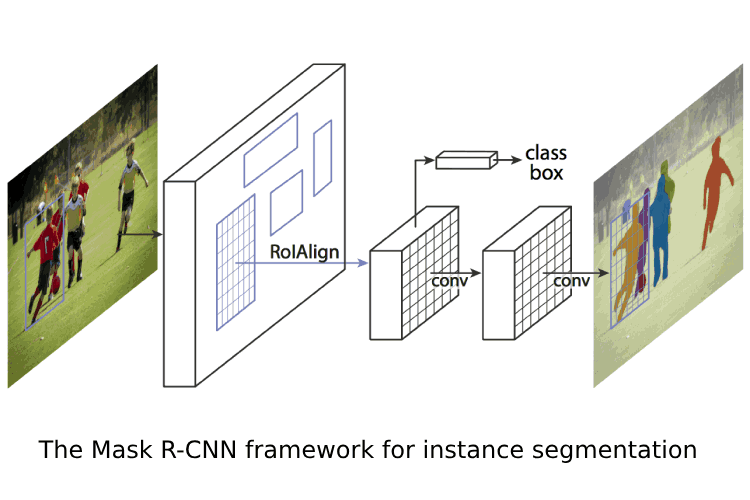 class
box
RoIAlign
conv
conv
The Mask R-CNN framework for instance segmentation